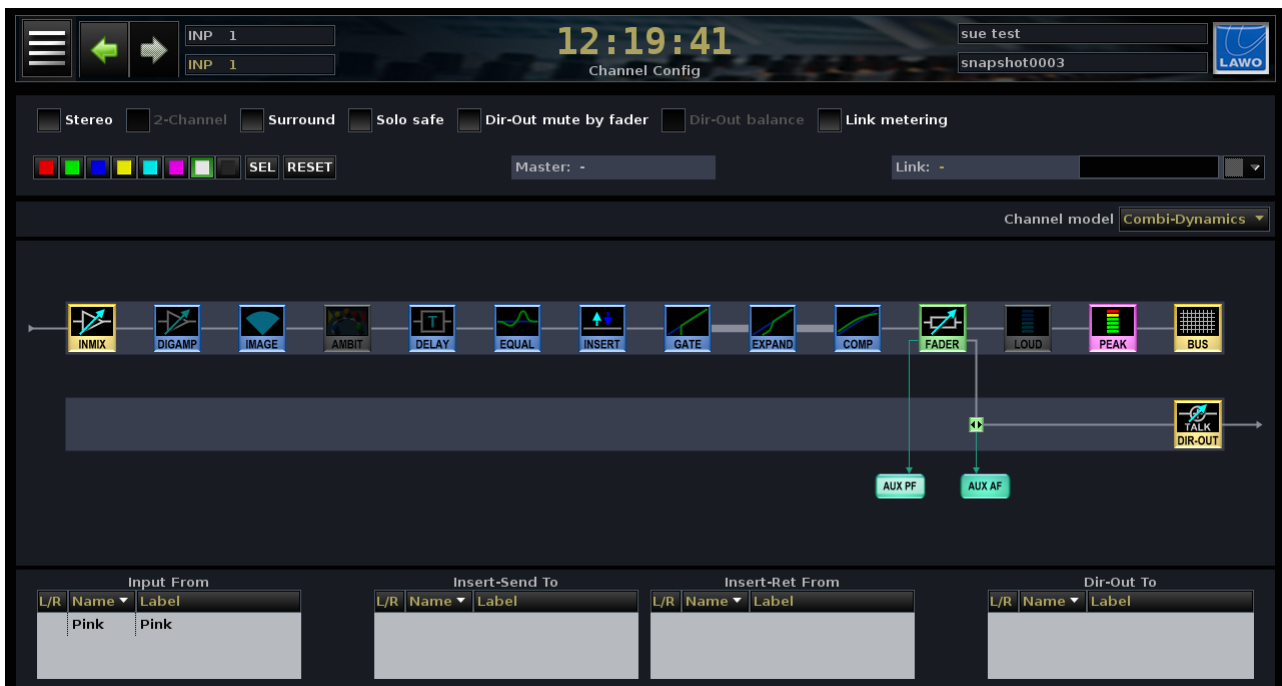 INP 1
INP 1
12:19:41
Channel Config
sue test
snapshot0003
LAWO
Stereo
2-Channel
Surround
Solo safe
Dir-Out mute by fader
Dir-Out balance
Link metering
SEL
RESET
Master: -
Link: -
Channel model
Combi-Dynamics
INMIX
DIGAMP
IMAGE
AMBIT
T
DELAY
EQUAL
INSERT
GATE
EXPAND
COMP
FADER
LOUD
PEAK
BUS
TALK
DIR-OUT
AUX PF
AUX AF
Input From
L/R Name Label
Pink Pink
Insert-Send To
L/R Name Label
Insert-Ret From
L/R Name Label
Dir-Out To
L/R Name Label